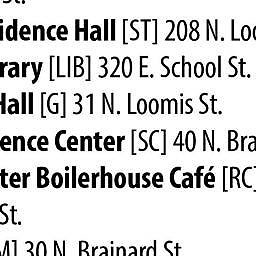 St.
idence Hall [ST] 208 N. Loo
rary [LIB] 320 E. School St.
Hall [G] 31 N. Loomis St.
ence Center [SC] 40 N. Bra
ter Boilerhouse Café [RC]
St.
M] 30 N. Brainard St.